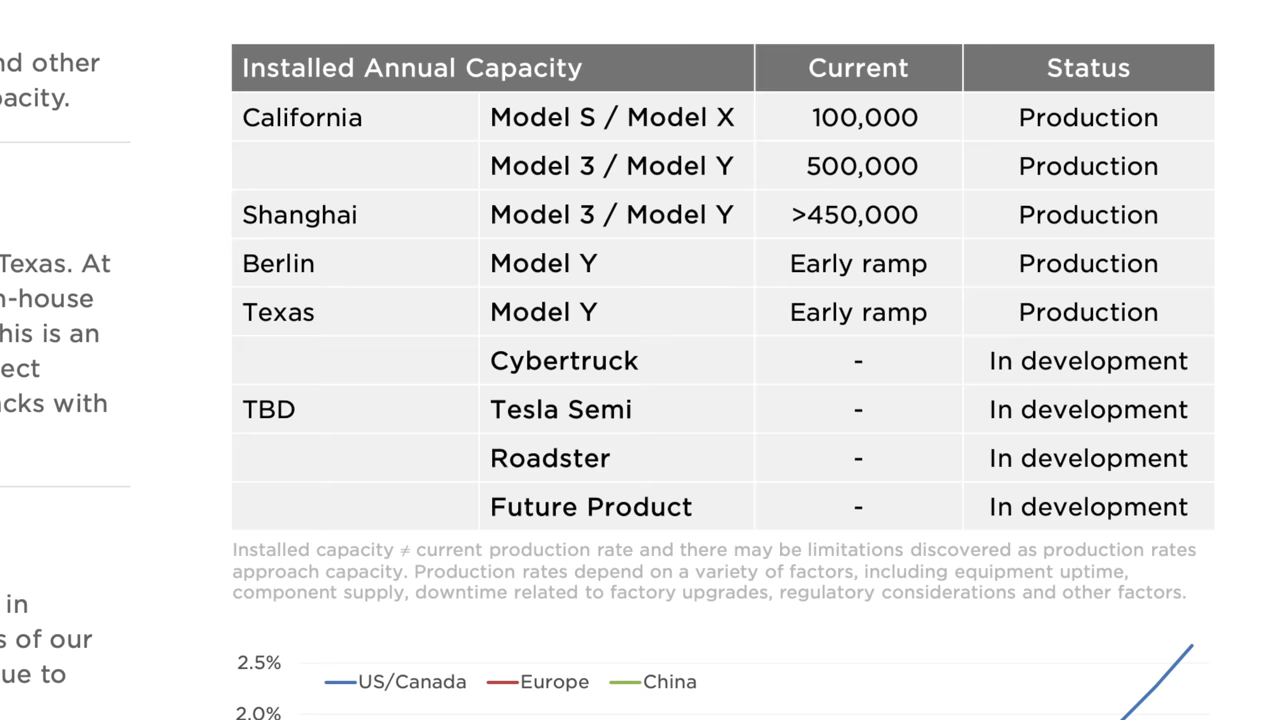 nd other
pacity.
Texas. At
n-house
his is an
ect
cks with
in
s of our
ue to
Installed Annual Capacity Current Status
California Model S / Model X 100,000 Production
Model 3 / Model Y 500,000 Production
Shanghai Model 3 / Model Y >450,000 Production
Berlin Model Y Early ramp Production
Texas Model Y Early ramp Production
Cybertruck - In development
TBD Tesla Semi - In development
Roadster - In development
Future Product - In development
Installed capacity ≠ current production rate and there may be limitations discovered as production rates
approach capacity. Production rates depend on a variety of factors, including equipment uptime,
component supply, downtime related to factory upgrades, regulatory considerations and other factors.
2.5%
US/Canada Europe China
2.0%